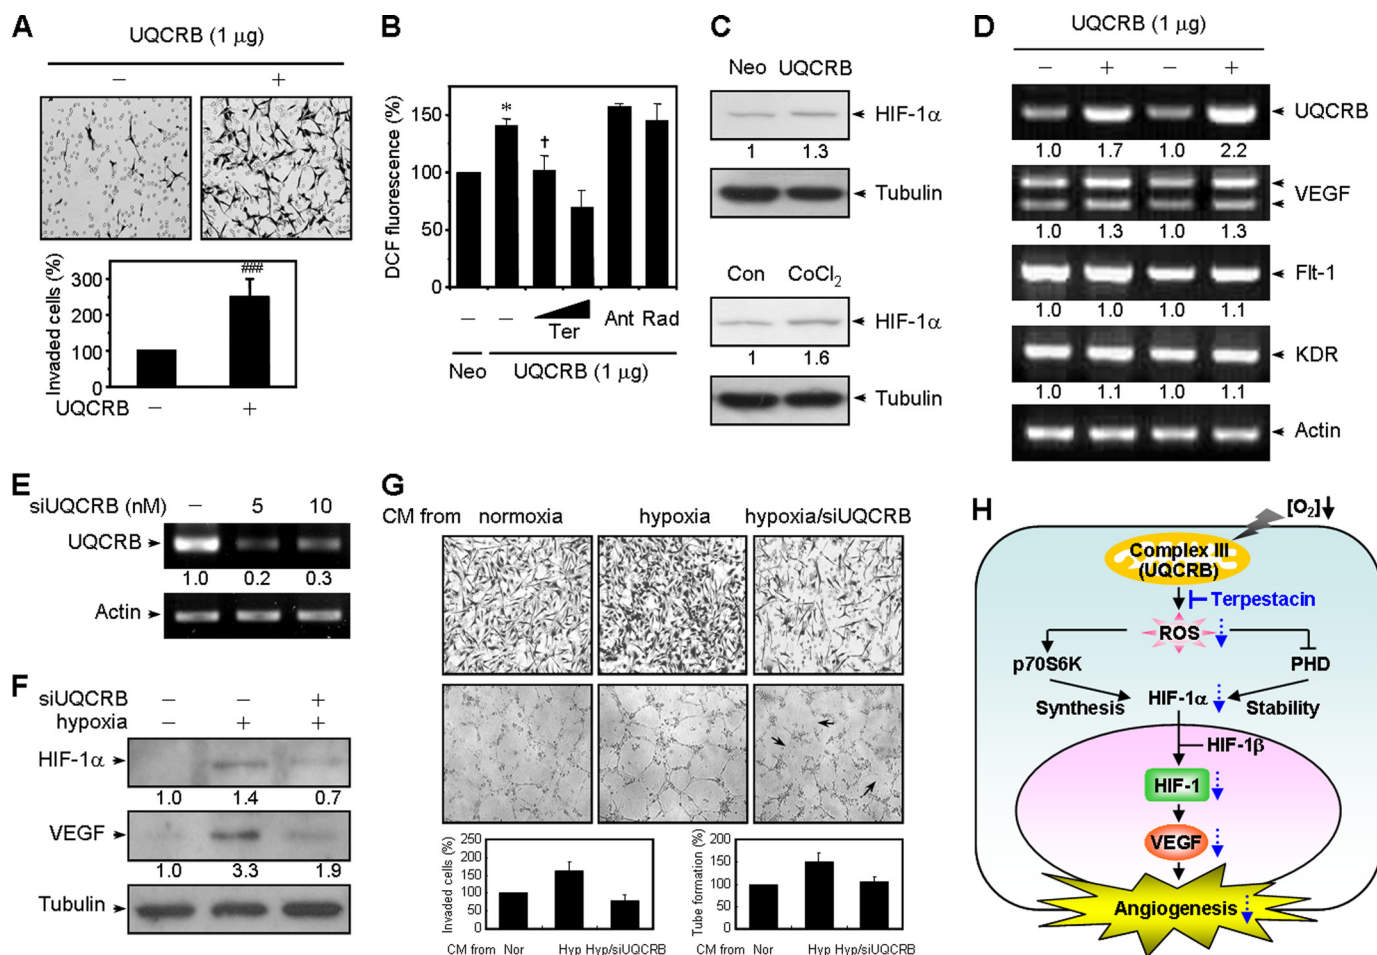 A
UQCRB (1 μg)
− +
Invaded cells (%)
300
200
100
0
###
UQCRB − +
B
DCF fluorescence (%)
150
100
50
0
* †
− − Ter Ant Rad
Neo UQCRB (1 μg)
C
Neo UQCRB
HIF-1α
1 1.3
Tubulin
Con CoCl2
HIF-1α
1 1.6
Tubulin
D
UQCRB (1 μg)
− + − +
UQCRB
1.0 1.7 1.0 2.2
VEGF
1.0 1.3 1.0 1.3
Flt-1
1.0 1.0 1.0 1.1
KDR
1.0 1.1 1.0 1.1
Actin
E
siUQCRB (nM) − 5 10
UQCRB
1.0 0.2 0.3
Actin
F
siUQCRB − − +
hypoxia − + +
HIF-1α
1.0 1.4 0.7
VEGF
1.0 3.3 1.9
Tubulin
G
CM from normoxia hypoxia hypoxia/siUQCRB
Invaded cells (%)
250
200
150
100
50
0
CM from Nor Hyp Hyp/siUQCRB
Tube formation (%)
200
150
100
50
0
CM from Nor Hyp Hyp/siUQCRB
H
[O2]
Complex III
(UQCRB)
Terpestacin
ROS
p70S6K PHD
Synthesis HIF-1α Stability
HIF-1β
HIF-1
VEGF
Angiogenesis